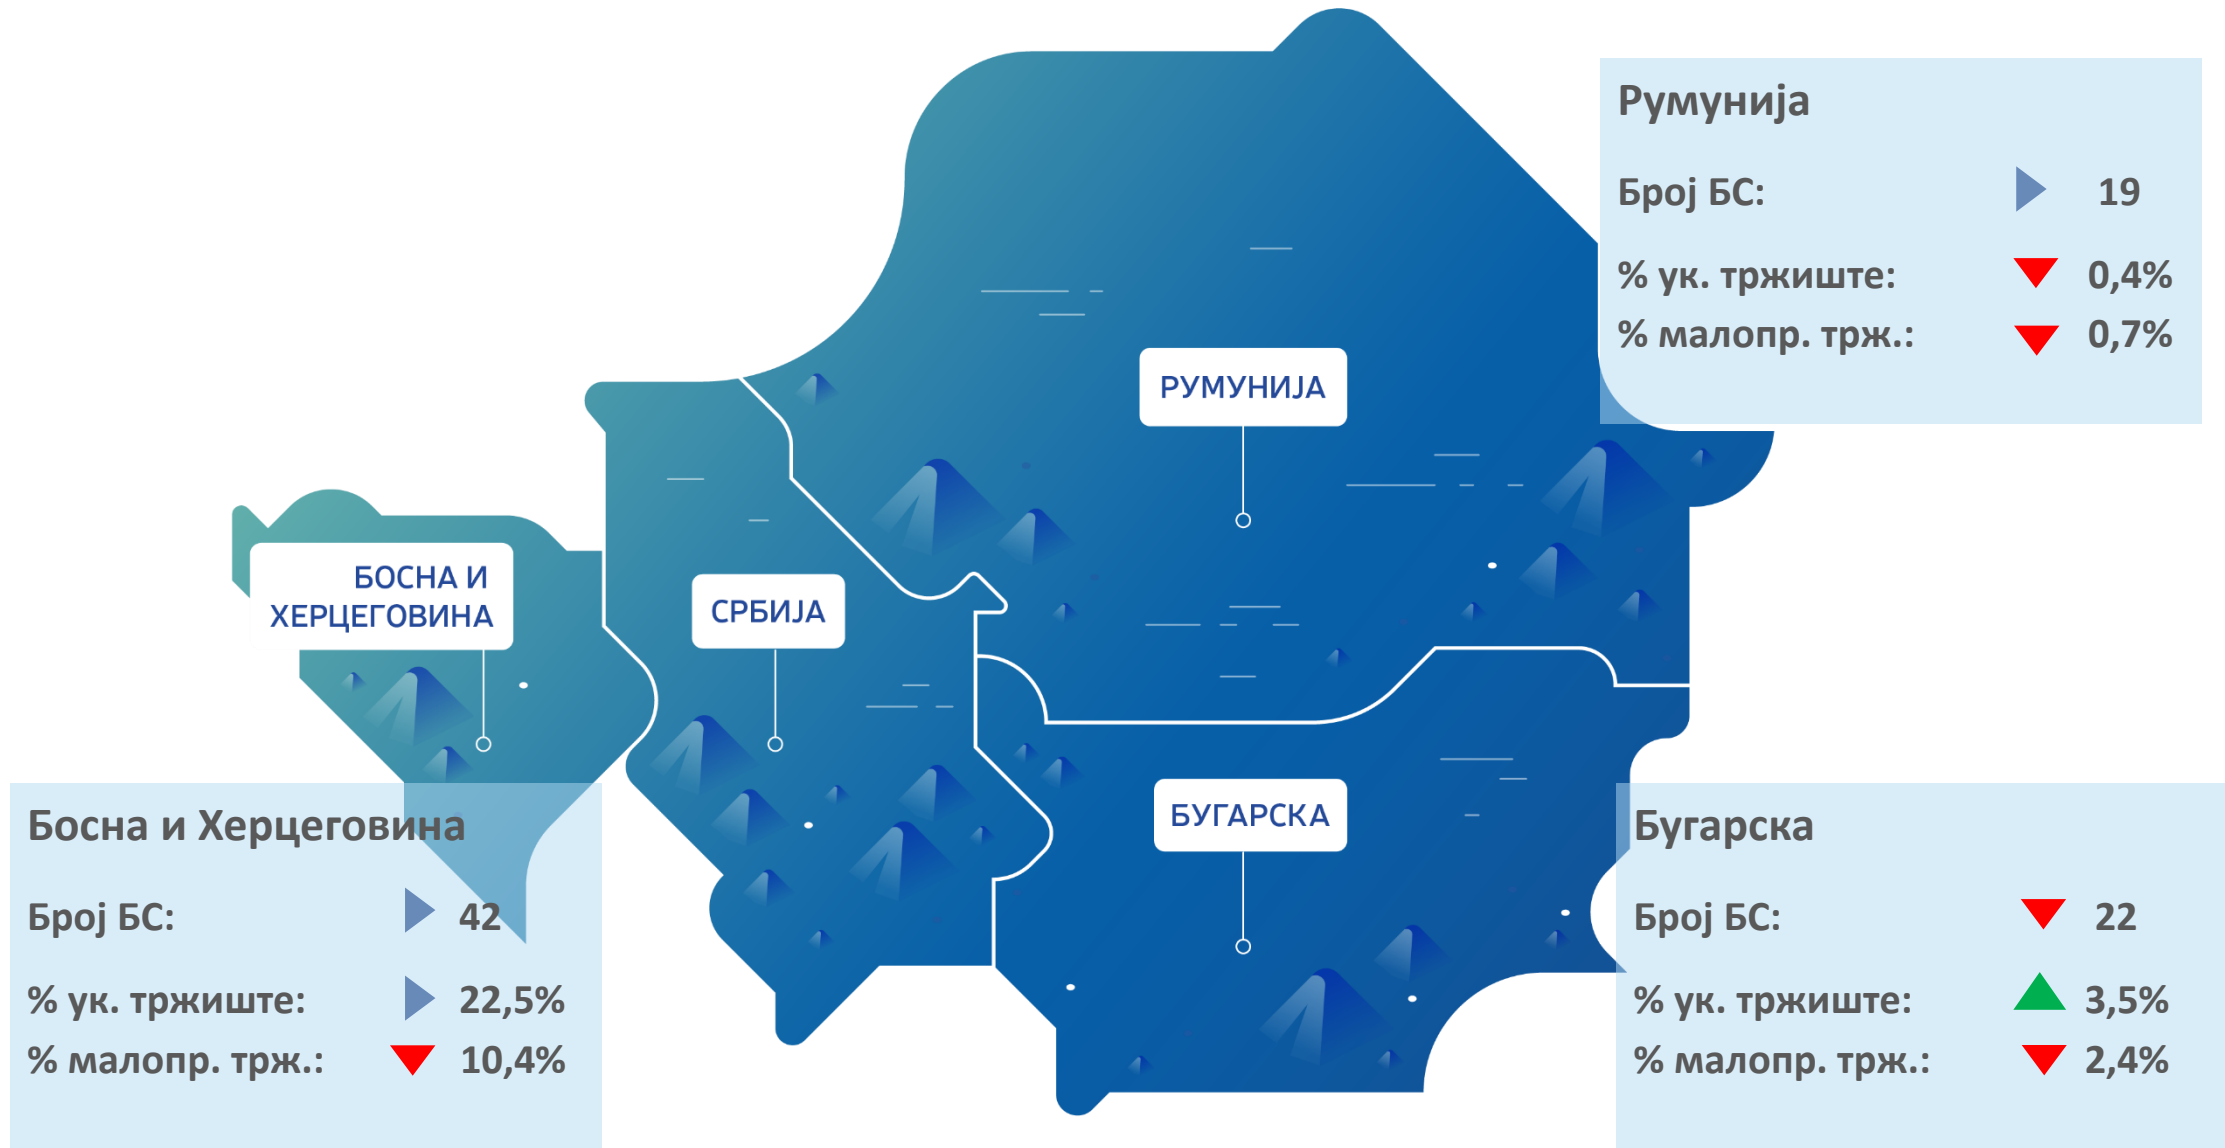 Румунија
Број БС: 19
% ук. тржиште: 0,4%
% малопр. трж.: 0,7%
РУМУНИЈА
БОСНА И
ХЕРЦЕГОВИНА
СРБИЈА
БУГАРСКА
Босна и Херцеговина
Број БС: 42
% ук. тржиште: 22,5%
% малопр. трж.: 10,4%
Бугарска
Број БС: 22
% ук. тржиште: 3,5%
% малопр. трж.: 2,4%